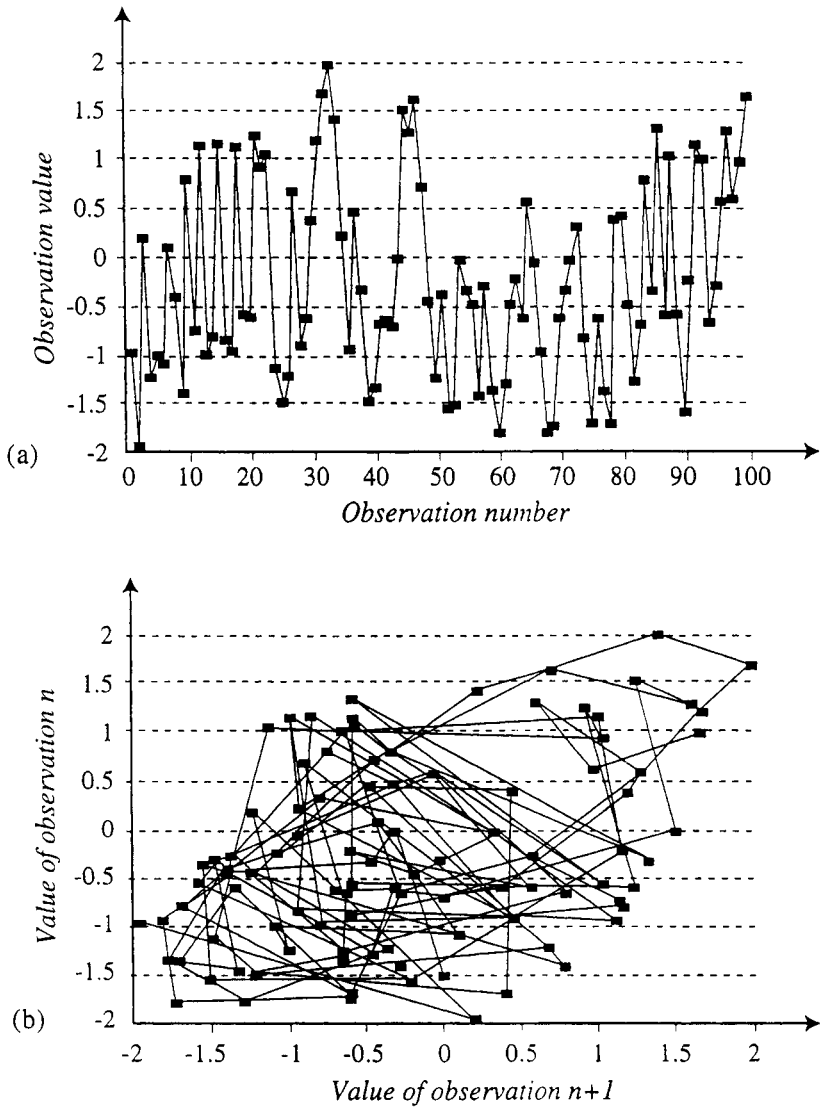 2
1.5
1
0.5
0
-0.5
-1
-1.5
-2
Observation value
(a)
0 10 20 30 40 50 60 70 80 90 100
Observation number
2
1.5
1
0.5
0
-0.5
-1
-1.5
-2
Value of observation n
(b)
-2 -1.5 -1 -0.5 0 0.5 1 1.5 2
Value of observation n+1